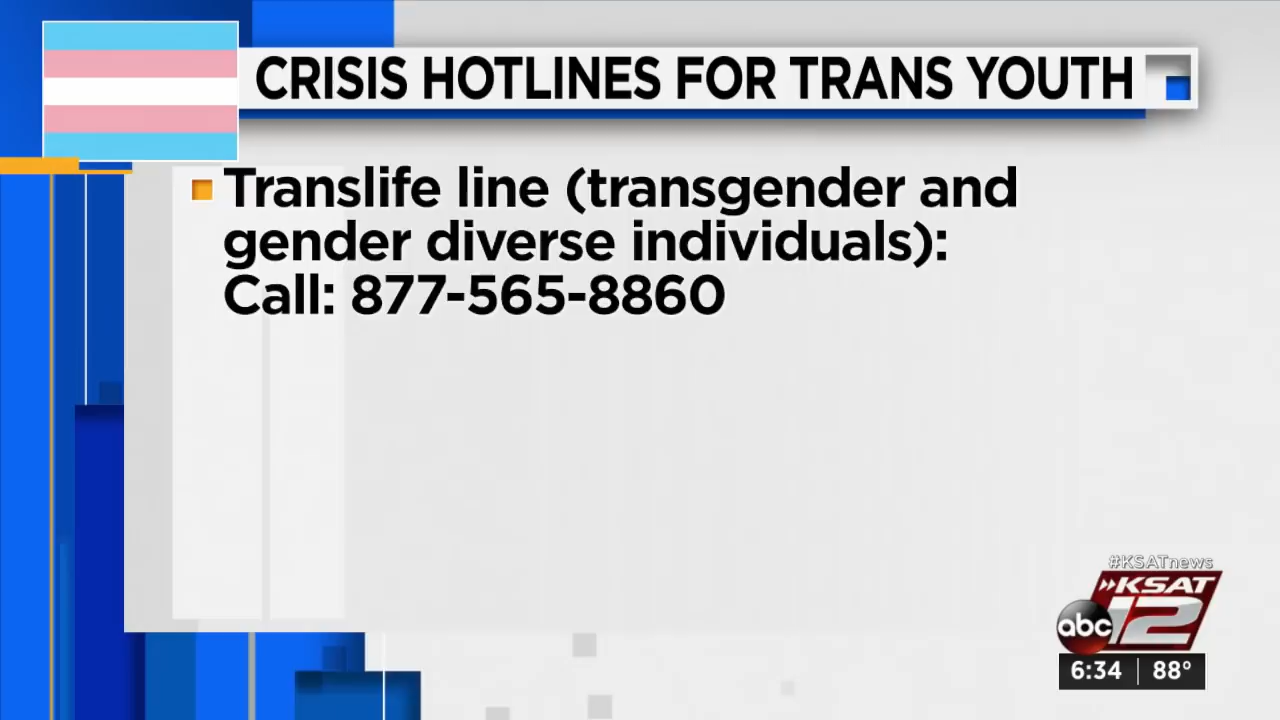 CRISIS HOTLINES FOR TRANS YOUTH
Translife line (transgender and
gender diverse individuals):
Call: 877-565-8860
#KSATnews
KSAT
abc 12
6:34 88°